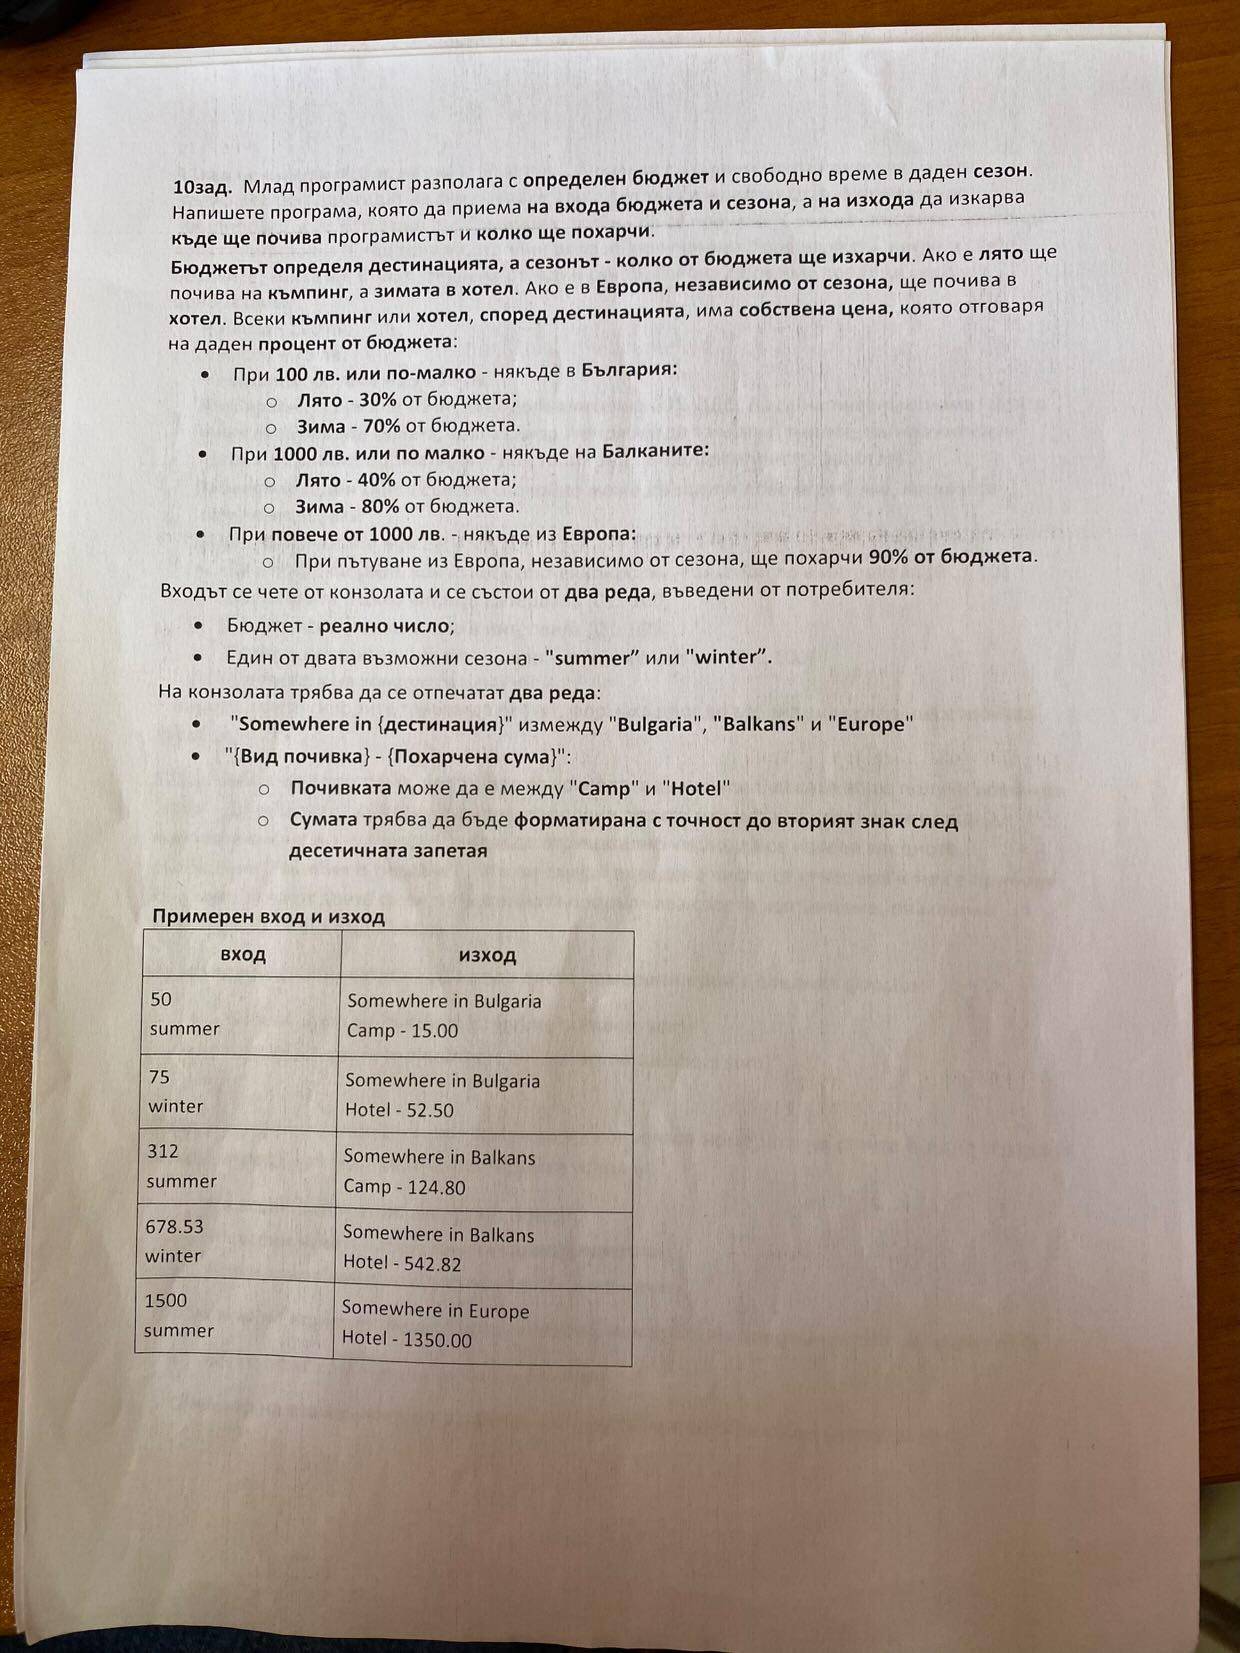 10зад. Млад програмист разполага с определен бюджет и свободно време в даден сезон.
Напишете програма, която да приема на входа бюджета и сезона, а на изхода да изкарва
къде ще почива програмистът и колко ще похарчи.
Бюджетът определя дестинацията, а сезонът - колко от бюджета ще изхарчи. Ако е лято ще
почива на къмпинг, а зимата в хотел. Ако е в Европа, независимо от сезона, ще почива в
хотел. Всеки къмпинг или хотел, според дестинацията, има собствена цена, която отговаря
на даден процент от бюджета:
• При 100 лв. или по-малко - някъде в България:
o Лято - 30% от бюджета;
o Зима - 70% от бюджета.
• При 1000 лв. или по малко - някъде на Балканите:
o Лято - 40% от бюджета;
o Зима - 80% от бюджета.
• При повече от 1000 лв. - някъде из Европа:
o При пътуване из Европа, независимо от сезона, ще похарчи 90% от бюджета.
Входът се чете от конзолата и се състои от два реда, въведени от потребителя:
• Бюджет - реално число;
• Един от двата възможни сезона - "summer” или "winter”.
На конзолата трябва да се отпечатат два реда:
• "Somewhere in {дестинация}" измежду "Bulgaria", "Balkans" и "Europe"
• "{Вид почивка} - {Похарчена сума}":
o Почивката може да е между "Camp" и "Hotel"
o Сумата трябва да бъде форматирана с точност до вторият знак след
десетичната запетая
Примерен вход и изход
вход изход
50 Somewhere in Bulgaria
summer Camp - 15.00
75 Somewhere in Bulgaria
winter Hotel - 52.50
312 Somewhere in Balkans
summer Camp - 124.80
678.53 Somewhere in Balkans
winter Hotel - 542.82
1500 Somewhere in Europe
summer Hotel - 1350.00